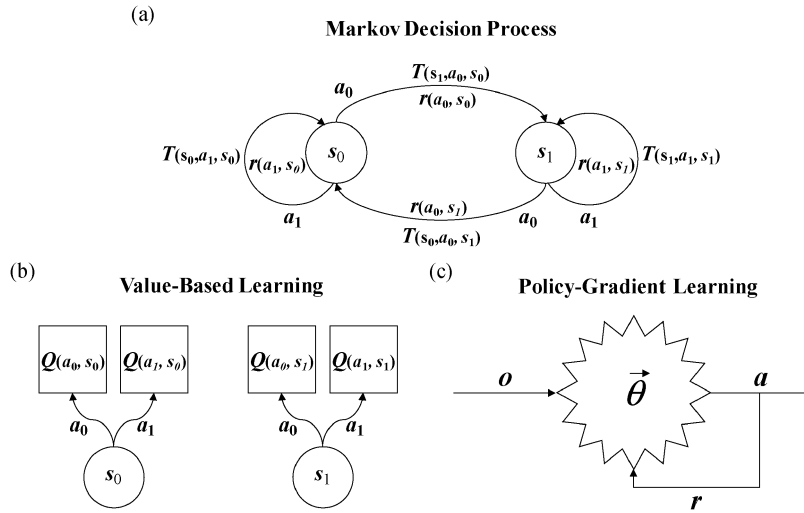 (a)
Markov Decision Process
a₀
T(s₁,a₀, s₀)
r(a₀, s₀)
T(s₀,a₁, s₀)
r(a₁, s₀)
s₀
s₁
r(a₁, s₁)
T(s₁,a₁, s₁)
a₁
r(a₀, s₁)
T(s₀,a₀, s₁)
a₀
a₁
(b)
Value-Based Learning
Q(a₀, s₀)
Q(a₁, s₀)
Q(a₀, s₁)
Q(a₁, s₁)
a₀
a₁
a₀
a₁
s₀
s₁
(c)
Policy-Gradient Learning
o
θ⃗
a
r